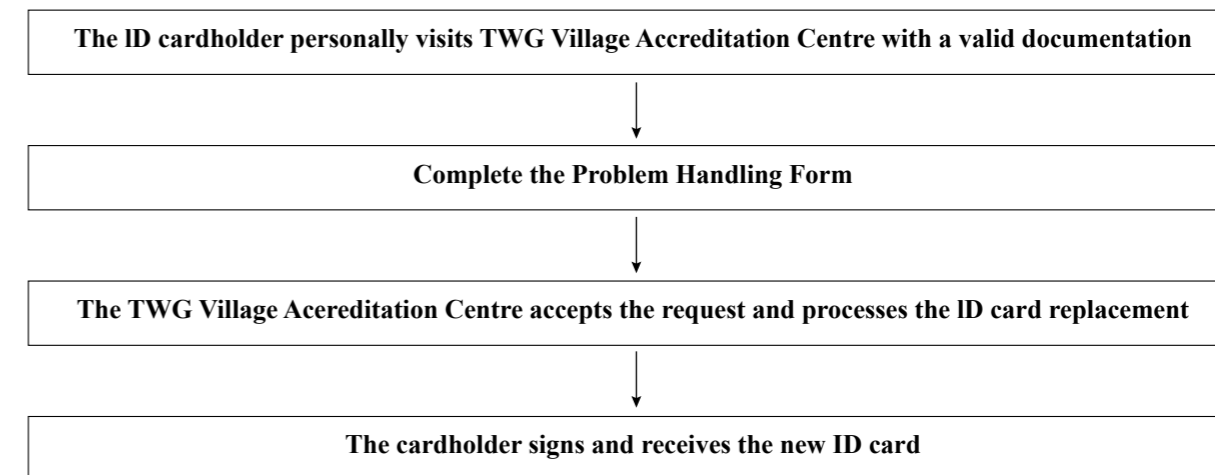 The lD cardholder personally visits TWG Village Accreditation Centre with a valid documentation
Complete the Problem Handling Form
The TWG Village Acereditation Centre accepts the request and processes the lD card replacement
The cardholder signs and receives the new ID card